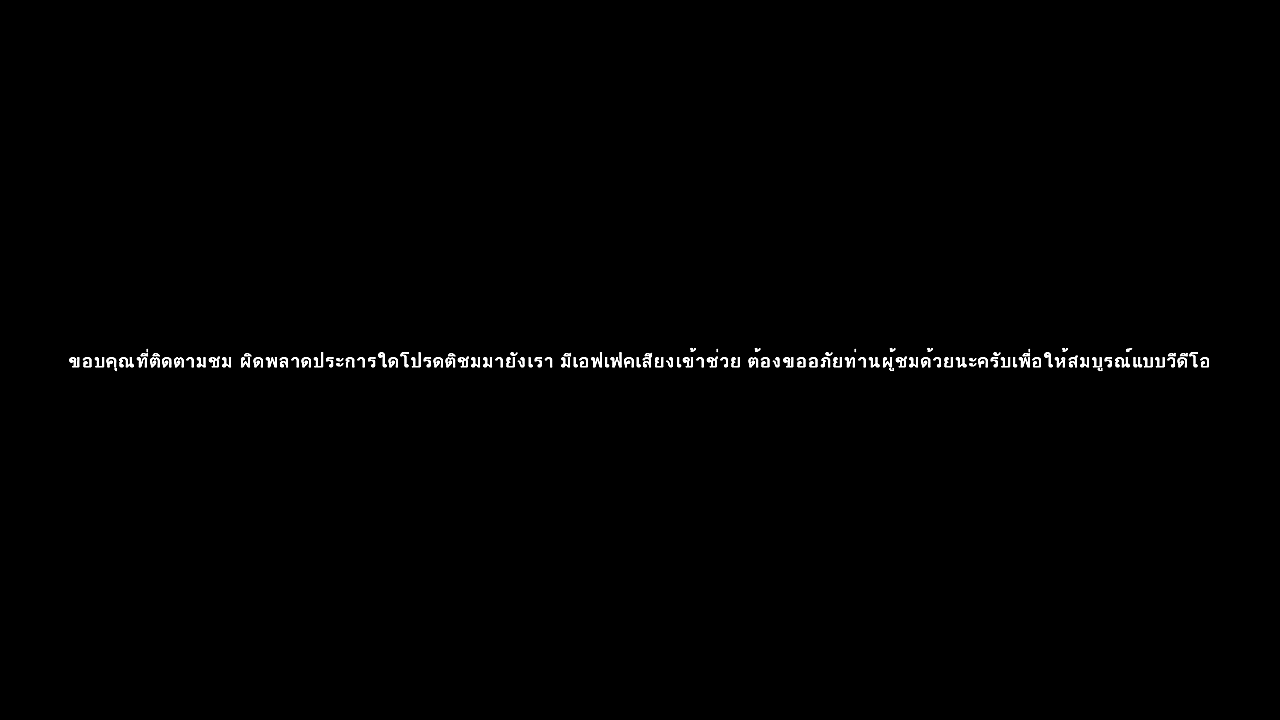 ขอบคุณที่ติดตามชม ผิดพลาดประการใดโปรดติชมมายังเรา มีเอฟเฟคเสียงเข้าช่วย ต้องขออภัยท่านผู้ชมด้วยนะครับเพื่อให้สมบูรณ์แบบวีดีโอ